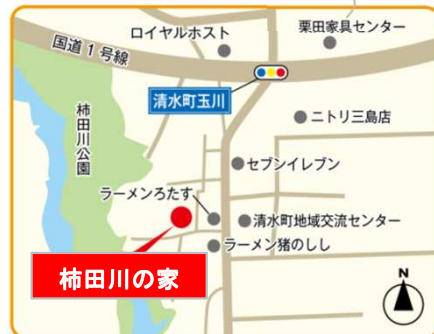 ロイヤルホスト
栗田家具センター
国道1号線
清水町玉川
柿田川公園
ニトリ三島店
セブンイレブン
ラーメンろたす
清水町地域交流センター
ラーメン猪のしし
柿田川の家
N